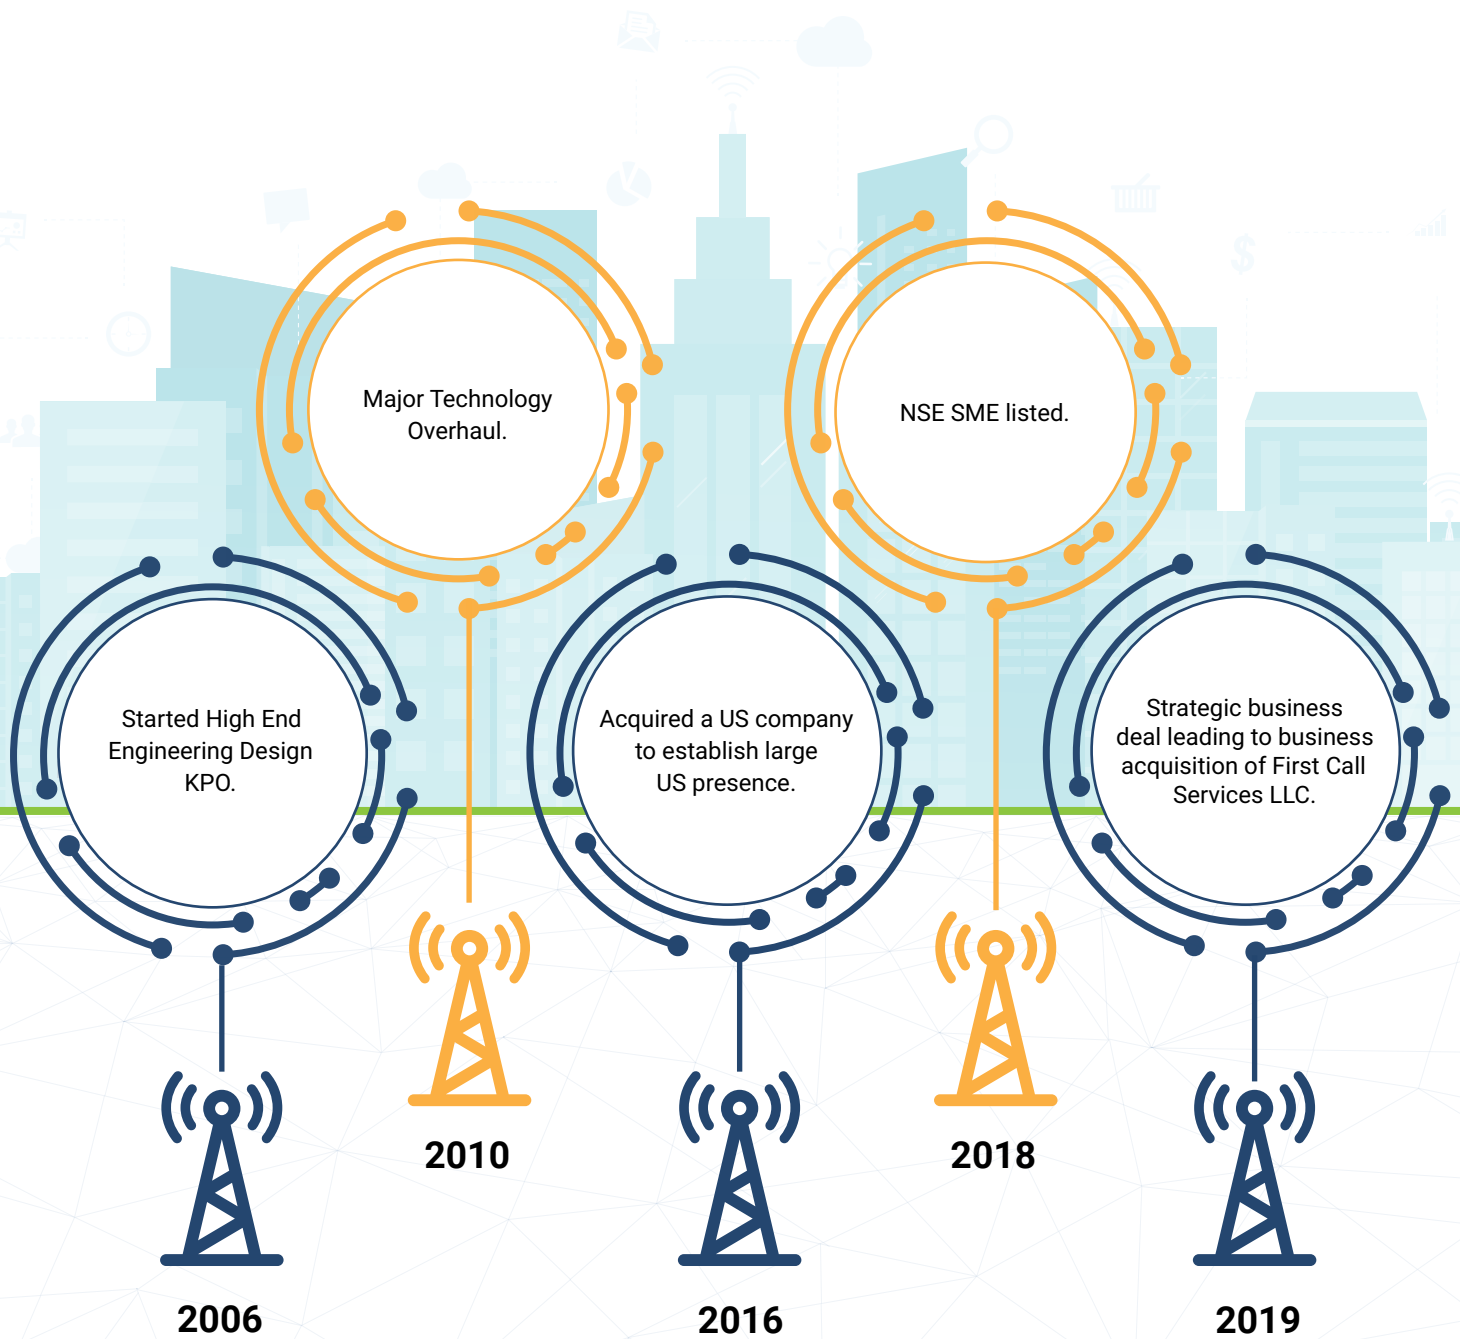 Major Technology
Overhaul.
NSE SME listed.
Started High End
Engineering Design
KPO.
Acquired a US company
to establish large
US presence.
Strategic business
deal leading to business
acquisition of First Call
Services LLC.
2010
2018
2006
2016
2019